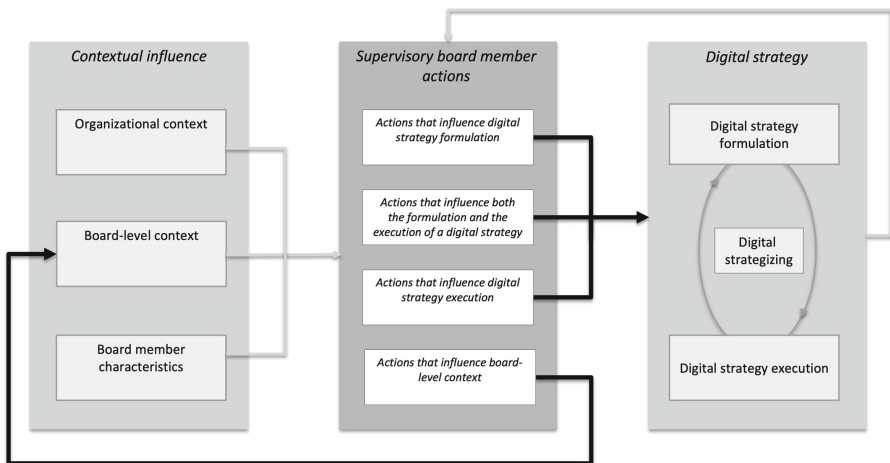 Contextual influence
Organizational context
Board-level context
Board member
characteristics
Supervisory board member
actions
Actions that influence digital
strategy formulation
Actions that influence both
the formulation and the
execution of a digital strategy
Actions that influence digital
strategy execution
Actions that influence board-
level context
Digital strategy
Digital strategy
formulation
Digital
strategizing
Digital strategy execution